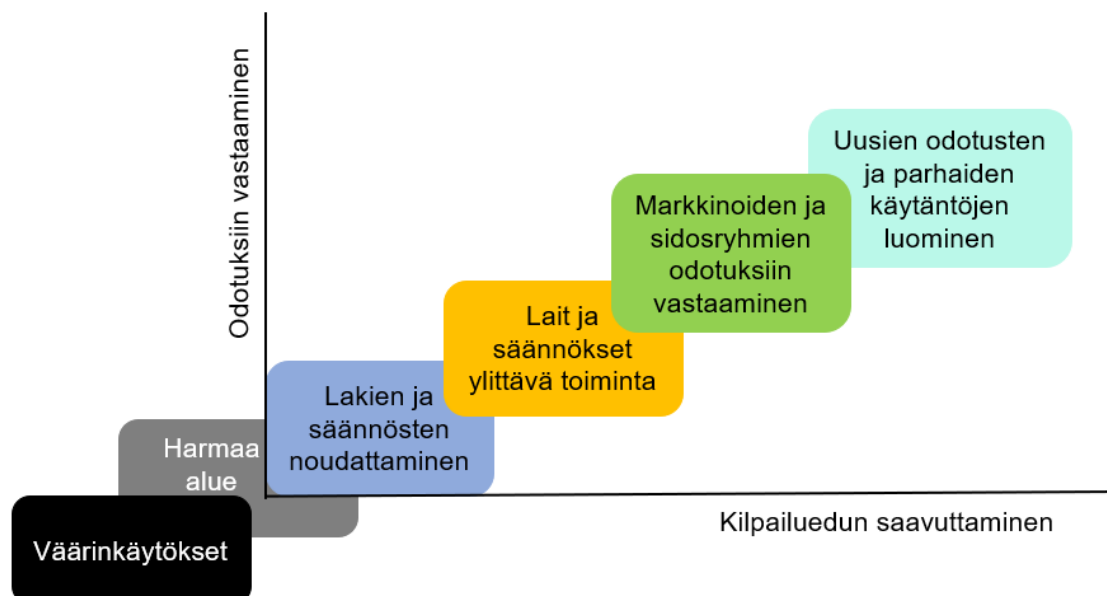 Odotuksiin vastaaminen
Uusien odotusten
ja parhaiden
käytäntöjen
luominen
Markkinoiden ja
sidosryhmien
odotuksiin
vastaaminen
Lait ja
säännökset
ylittävä toiminta
Lakien ja
säännösten
noudattaminen
Harmaa
alue
Väärinkäytökset
Kilpailuedun saavuttaminen